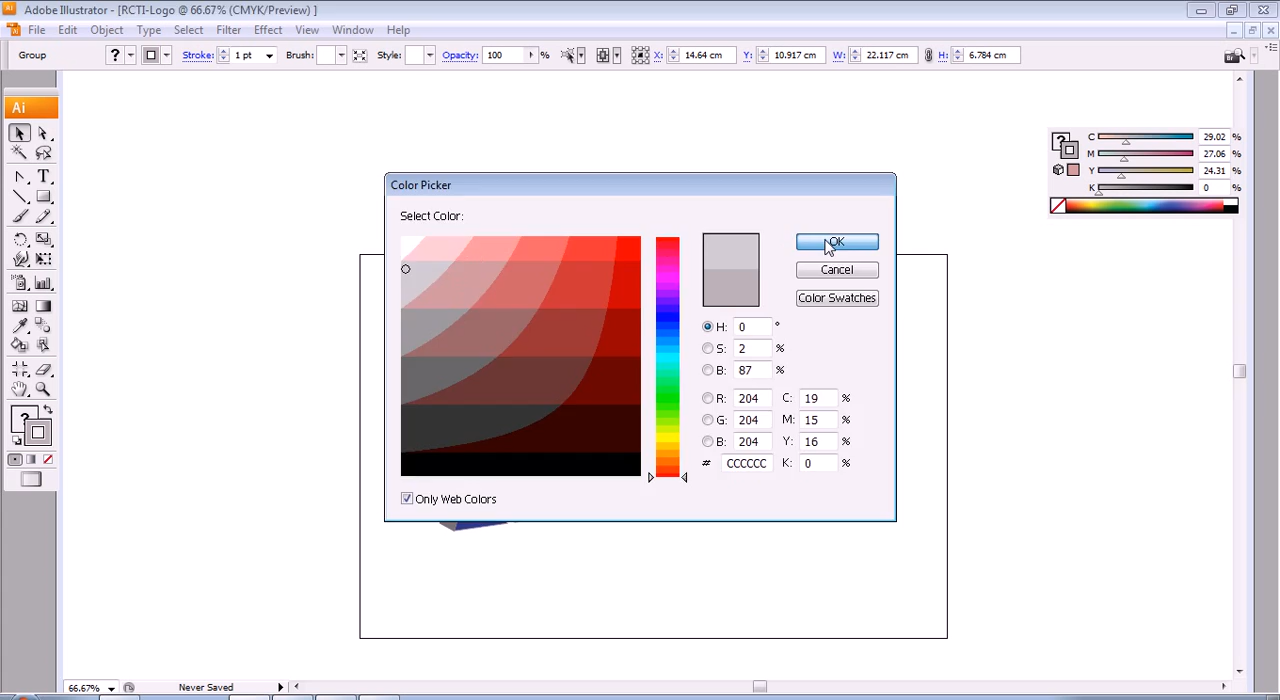 Adobe Illustrator - [RCTI-Logo @ 66.67% (CMYK/Preview) ]
File Edit Object Type Select Filter Effect View Window Help
Group ? Stroke: 1 pt Brush: Style: Opacity: 100 % X: 14.64 cm Y: 10.917 cm W: 22.117 cm H: 6.784 cm
Ai
C 29.02 %
M 27.06 %
Y 24.31 %
K 0 %
Color Picker
Select Color:
OK
Cancel
Color Swatches
H: 0 °
S: 2 %
B: 87 %
R: 204 C: 19 %
G: 204 M: 15 %
B: 204 Y: 16 %
# CCCCCC K: 0 %
Only Web Colors
66.67% Never Saved